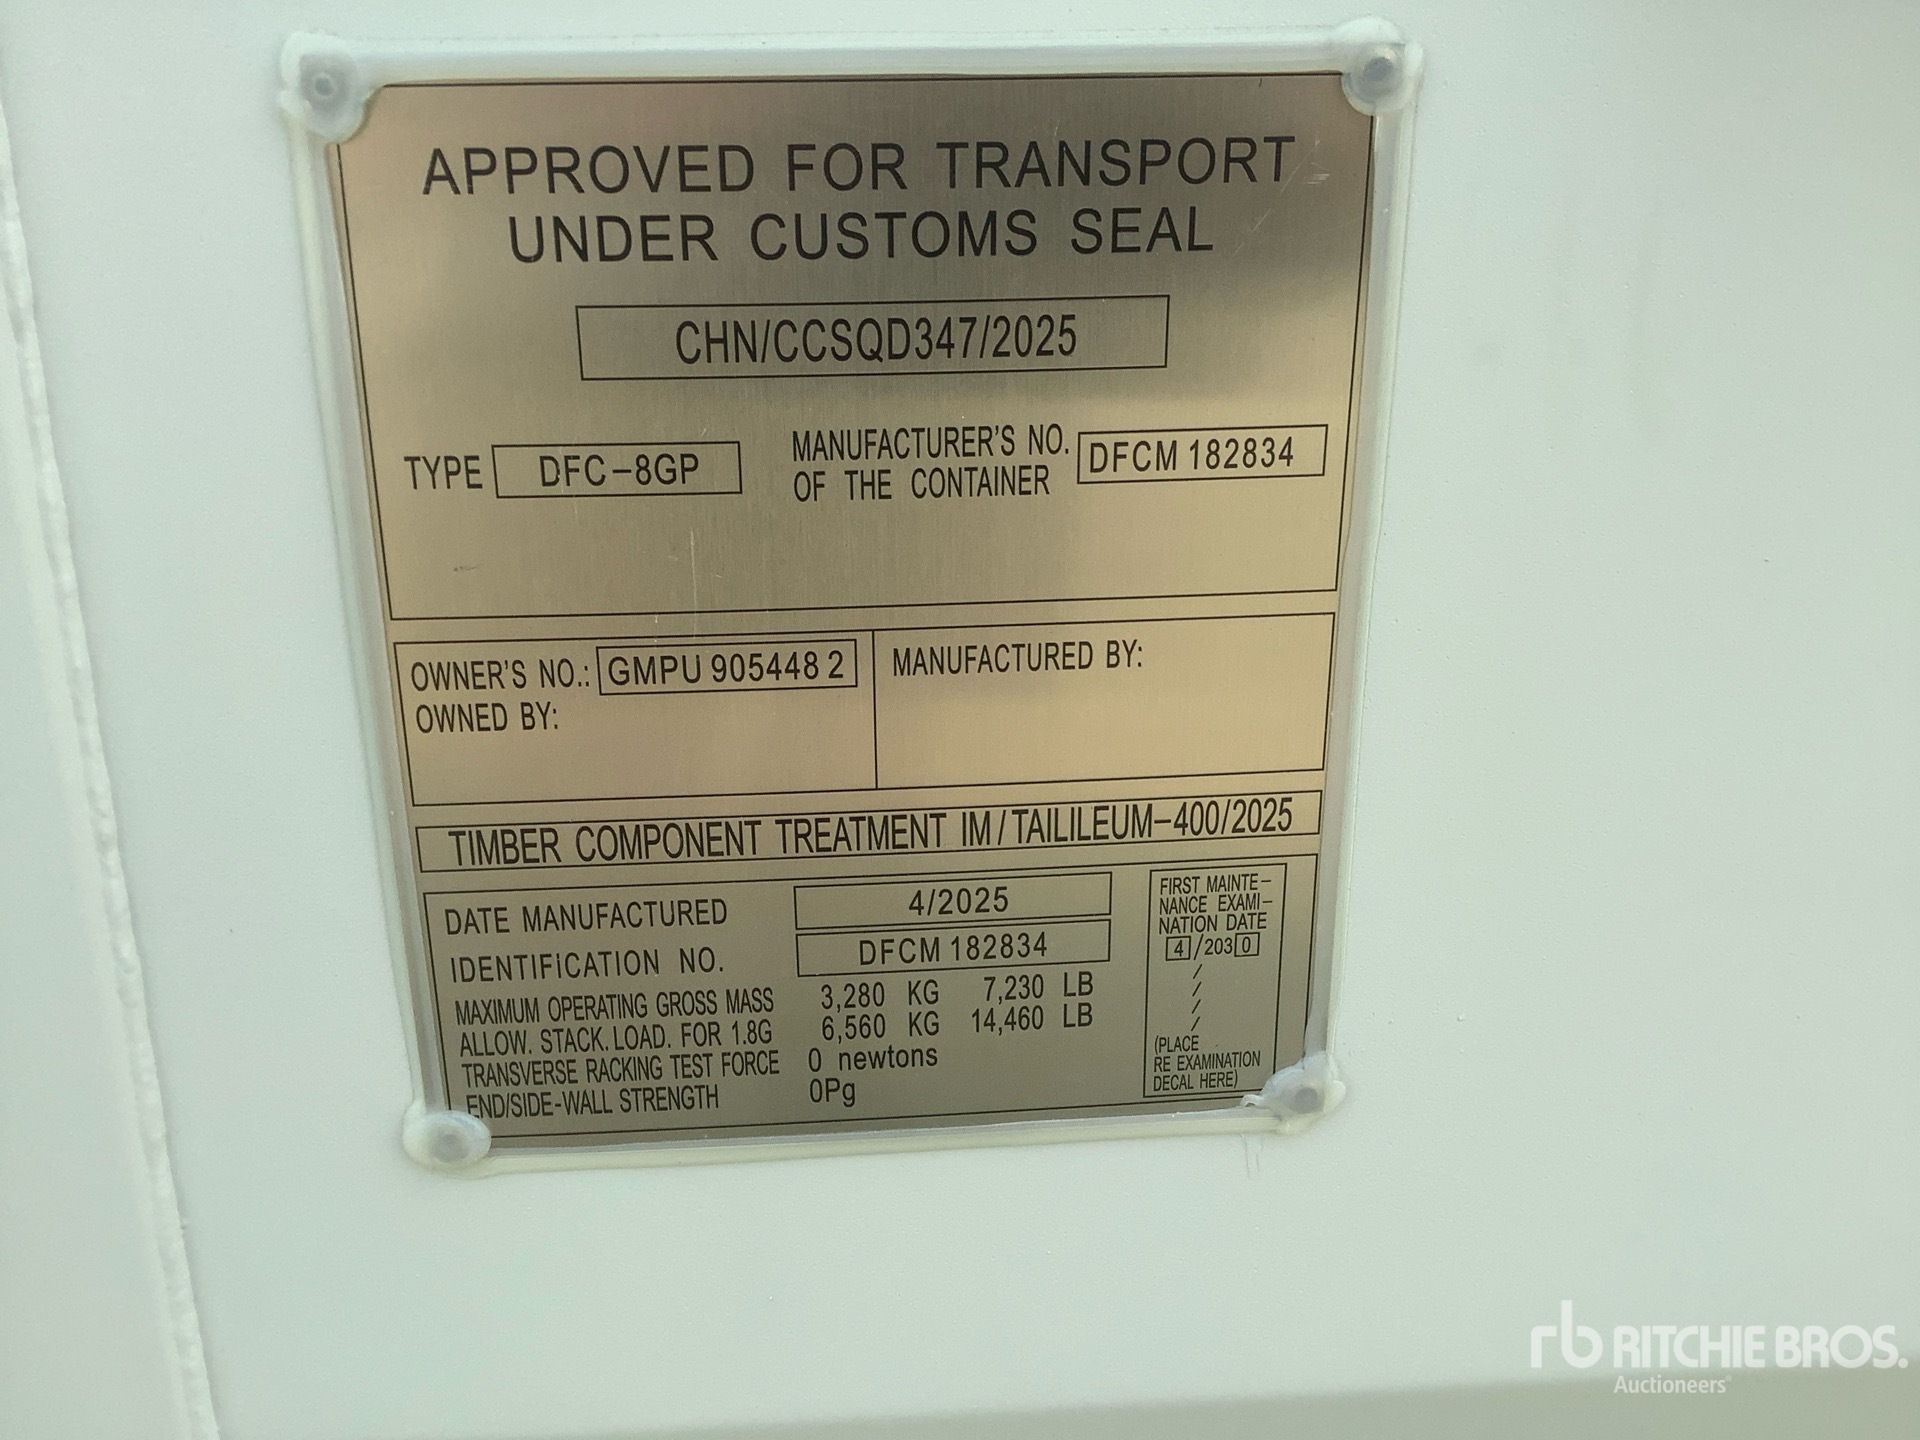 APPROVED FOR TRANSPORT
UNDER CUSTOMS SEAL
CHN/CCSQD347/2025
TYPE DFC-8GP
MANUFACTURER'S NO.
OF THE CONTAINER
DFCM 182834
OWNER'S NO.: GMPU 905448 2
OWNED BY:
MANUFACTURED BY:
TIMBER COMPONENT TREATMENT IM/TAILILEUM-400/2025
DATE MANUFACTURED 4/2025
IDENTIFICATION NO. DFCM 182834
MAXIMUM OPERATING GROSS MASS 3,280 KG 7,230 LB
ALLOW. STACK. LOAD. FOR 1.8G 6,560 KG 14,460 LB
TRANSVERSE RACKING TEST FORCE 0 newtons
END/SIDE-WALL STRENGTH 0Pg
FIRST MAINTE-
NANCE EXAMI-
NATION DATE
4/2030
/
/
/
/
(PLACE
RE EXAMINATION
DECAL HERE)
rb RITCHIE BROS.
Auctioneers